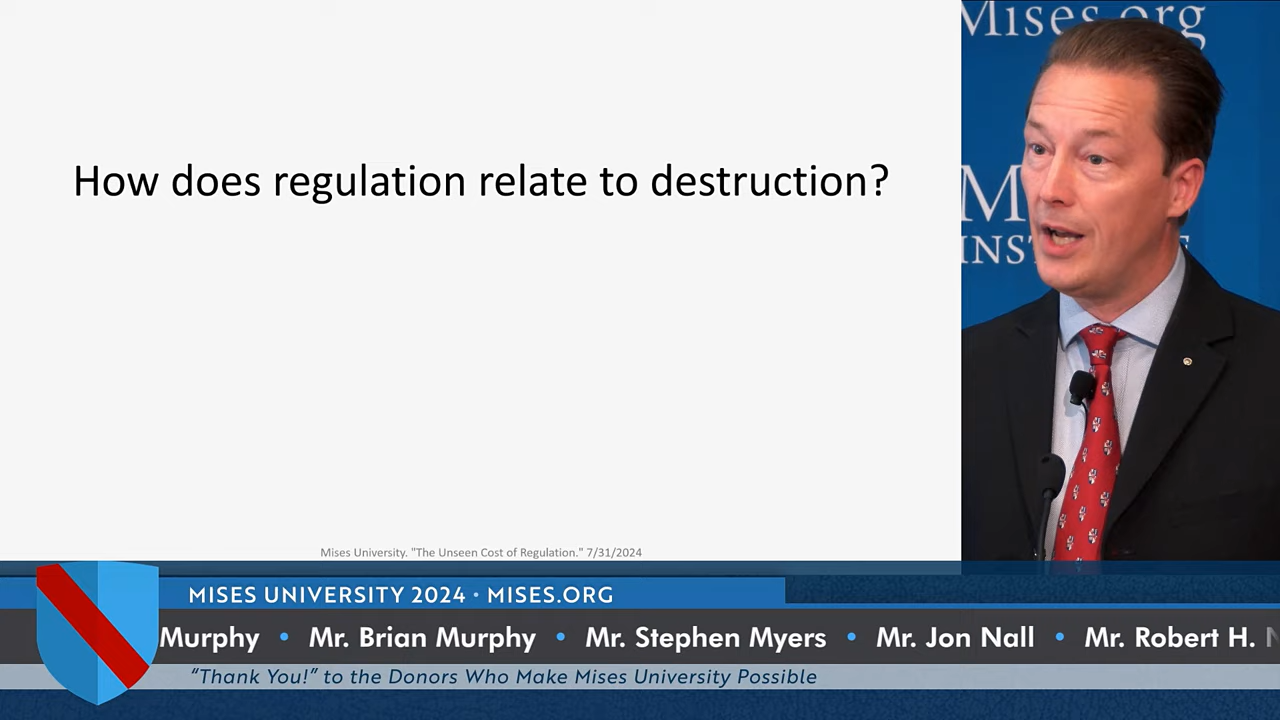 How does regulation relate to destruction?
Mises University. "The Unseen Cost of Regulation." 7/31/2024
Mises.org
M
INST
MISES UNIVERSITY 2024 • MISES.ORG
Murphy • Mr. Brian Murphy • Mr. Stephen Myers • Mr. Jon Nall • Mr. Robert H.
“Thank You!” to the Donors Who Make Mises University Possible